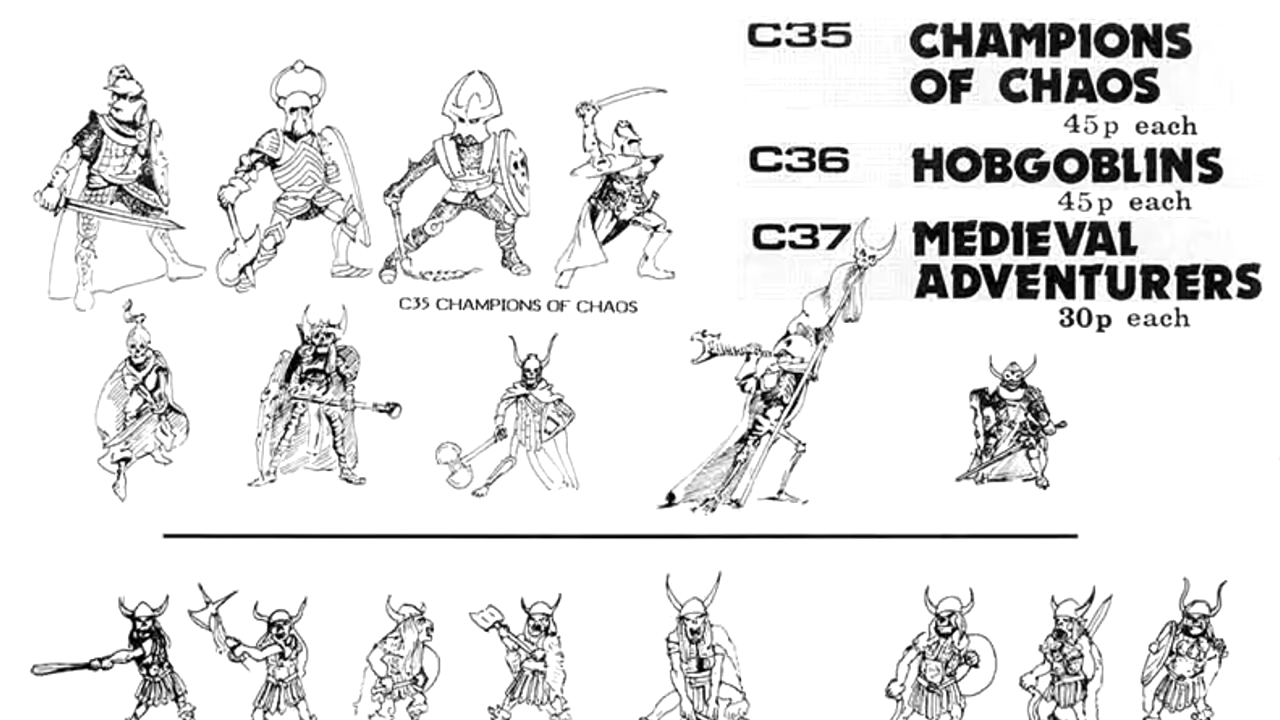 C35 CHAMPIONS
OF CHAOS
45p each
C36 HOBGOBLINS
45p each
C37 MEDIEVAL
ADVENTURERS
30p each
C35 CHAMPIONS OF CHAOS